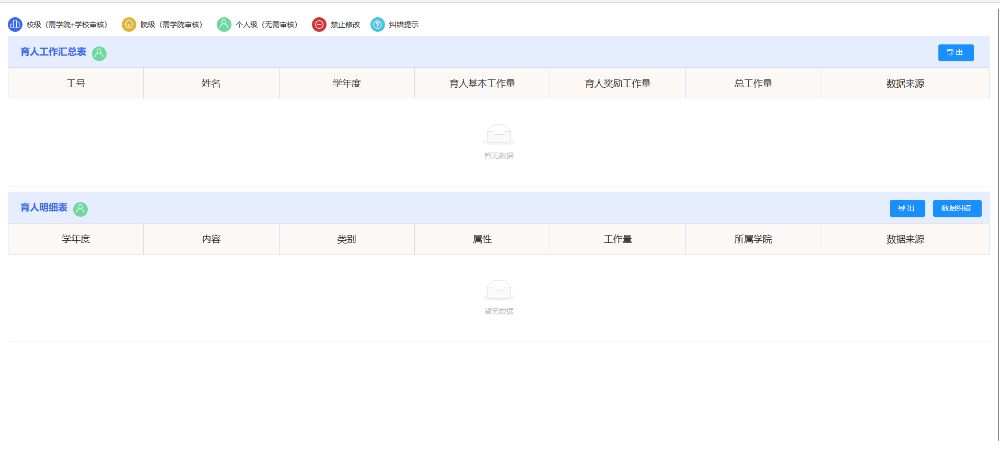 校级（需学院+学校审核） 院级（需学院审核） 个人级（无需审核） 禁止修改 纠错提示
育人工作汇总表 导出
工号 姓名 学年度 育人基本工作量 育人奖励工作量 总工作量 数据来源
暂无数据
育人明细表 导出 数据纠错
学年度 内容 类别 属性 工作量 所属学院 数据来源
暂无数据